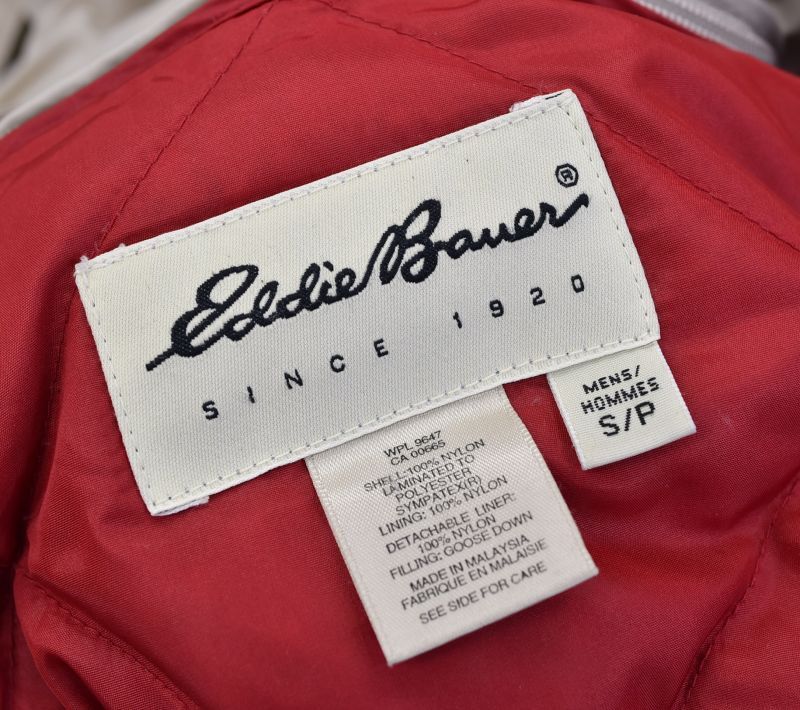 Eddie Bauer®
SINCE 1920
MENS/
HOMMES
S/P
WPL 9647
CA 00665
SHELL:100% NYLON
LAMINATED TO
POLYESTER
SYMPATEX(R)
LINING: 100% NYLON
DETACHABLE LINER:
100% NYLON
FILLING: GOOSE DOWN
MADE IN MALAYSIA
FABRIQUE EN MALAISIE
SEE SIDE FOR CARE